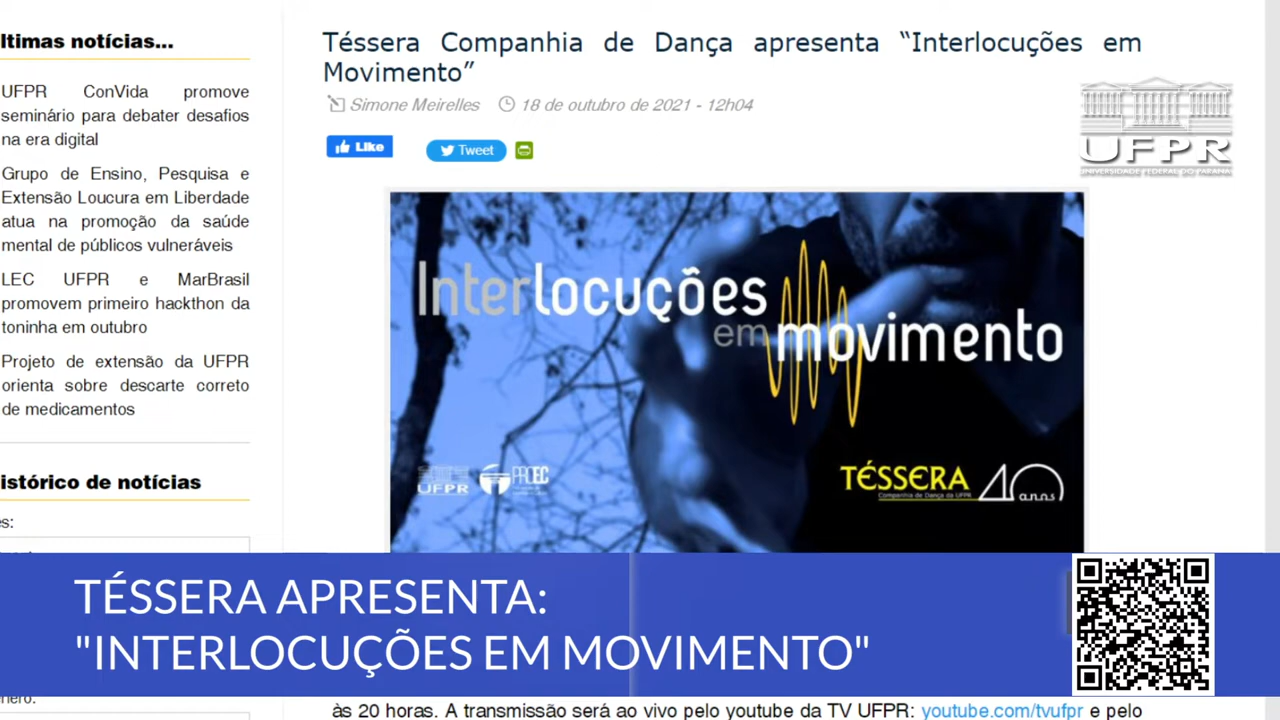 ltimas notícias...
UFPR ConVida promove
seminário para debater desafios
na era digital
Grupo de Ensino, Pesquisa e
Extensão Loucura em Liberdade
atua na promoção da saúde
mental de públicos vulneráveis
LEC UFPR e MarBrasil
promovem primeiro hackthon da
toninha em outubro
Projeto de extensão da UFPR
orienta sobre descarte correto
de medicamentos
istórico de notícias
Téssera Companhia de Dança apresenta “Interlocuções em
Movimento”
Simone Meirelles 18 de outubro de 2021 - 12h04
Like Tweet
UFPR
UNIVERSIDADE FEDERAL DO PARANÁ
Interlocuções
em movimento
UFPR PROEC
TÉSSERA 40 anos
Companhia de Dança da UFPR
TÉSSERA APRESENTA:
"INTERLOCUÇÕES EM MOVIMENTO"
às 20 horas. A transmissão será ao vivo pelo youtube da TV UFPR: youtube.com/tvufpr e pelo